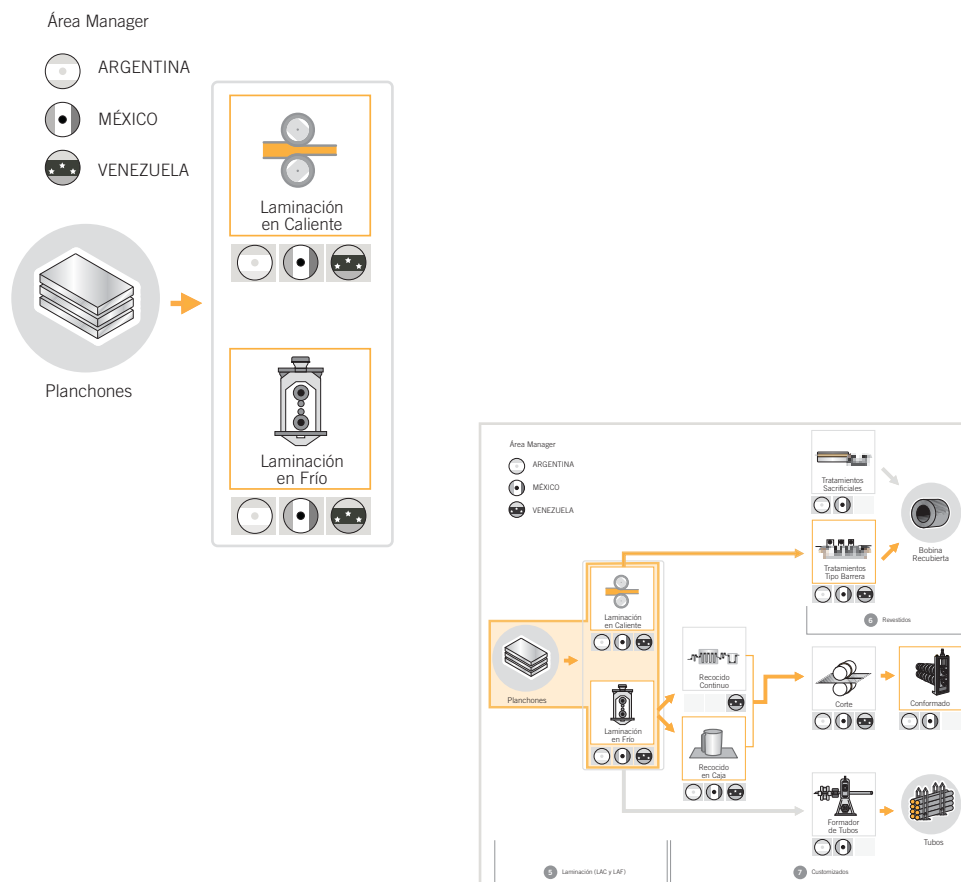 Área Manager
ARGENTINA
MÉXICO
VENEZUELA
Laminación
en Caliente
Planchones
Laminación
en Frío
Área Manager
ARGENTINA
MÉXICO
VENEZUELA
Tratamientos
Sacrificiales
Bobina
Recubierta
Tratamientos
Tipo Barrera
6 Revestidos
Laminación
en Caliente
Planchones
Recocido
Continuo
Corte
Conformado
Laminación
en Frío
Recocido
en Caja
Formador
de Tubos
Tubos
5 Laminación (LAC y LAF)
7 Customizados